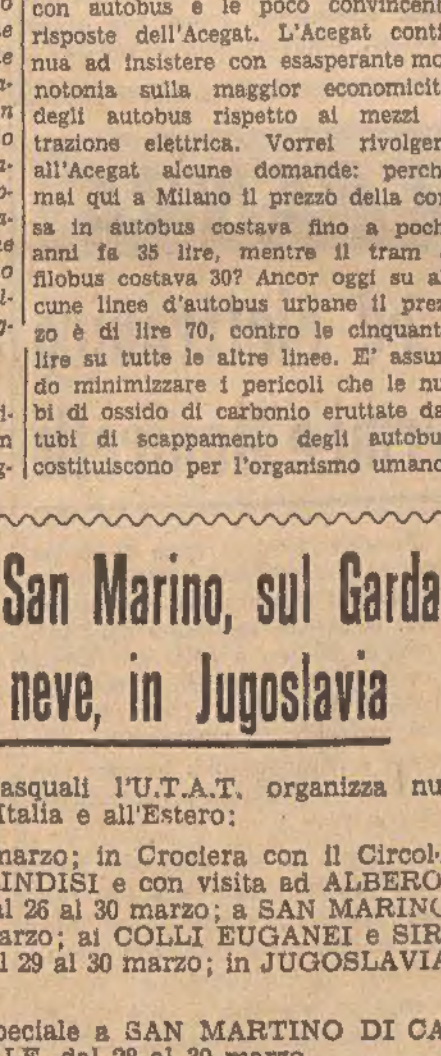 con autobus e le poco convincenti
risposte dell'Acegat. L'Acegat conti
nua ad insistere con esasperante mo
notonia sulla maggior economicit
degli autobus rispetto ai mezzi
trazione elettrica. Vorrei rivolger
all'Acegat alcune domande: perch
mai qui a Milano il prezzo della cor
sa in autobus costava fino a poch
anni fa 35 lire, mentre il tram
filobus costava 30? Ancor oggi su al
cune linee d'autobus urbane il prez
zo è di lire 70, contro le cinquant
lire su tutte le altre linee. E' assur
do minimizzare i pericoli che le nu
bi di ossido di carbonio eruttate da
tubi di scappamento degli autobu
costituiscono per l'organismo umano
San Marino, sul Garda
neve, in Jugoslavia
asquali l'U.T.A.T. organizza nu
Italia e all'Estero:
marzo; in Crociera con il Circol
INDISI e con visita ad ALBERO
al 26 al 30 marzo; a SAN MARINO
arzo; ai COLLI EUGANEI e SIR
l 29 al 30 marzo; in JUGOSLAVIA
peciale a SAN MARTINO DI CA
dal 28 al 30 marzo